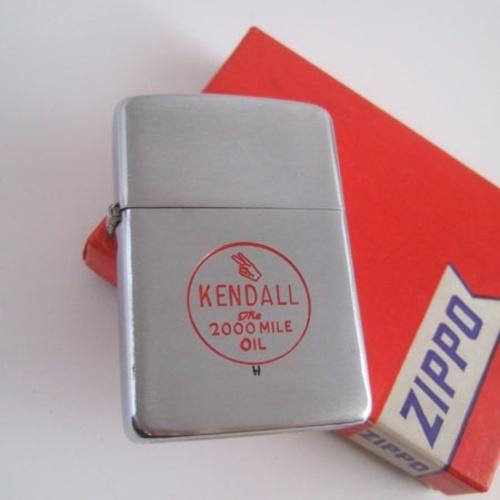 KENDALL
The
2000 MILE
OIL
H
ZIPPO
ZIPPO